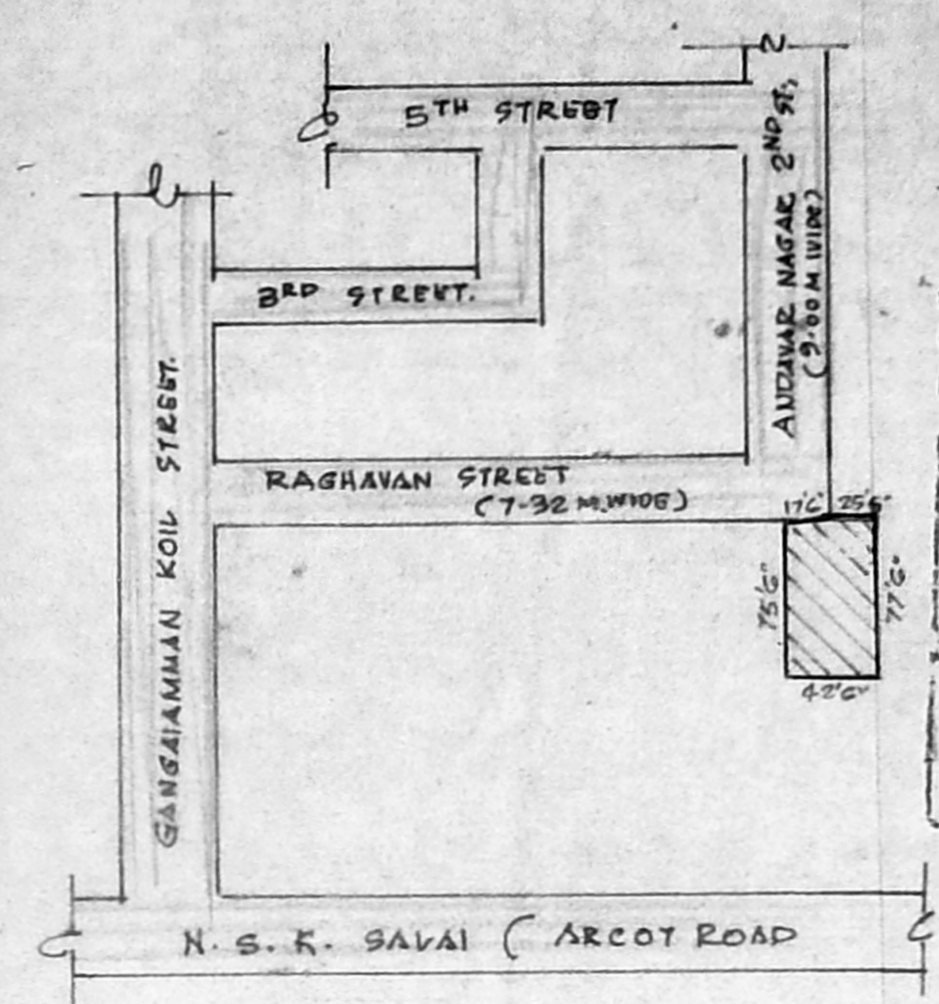 5TH STREET
ANDAVAR NAGAR 2ND ST,
(9.00 M WIDE)
3RD STREET.
GANGAIAMMAN KOIL STREET.
RAGHAVAN STREET
(7-32 M. WIDE)
17'6" 25'6"
75'6"
77'6"
42'6"
N. S. K. SALAI ( ARCOT ROAD